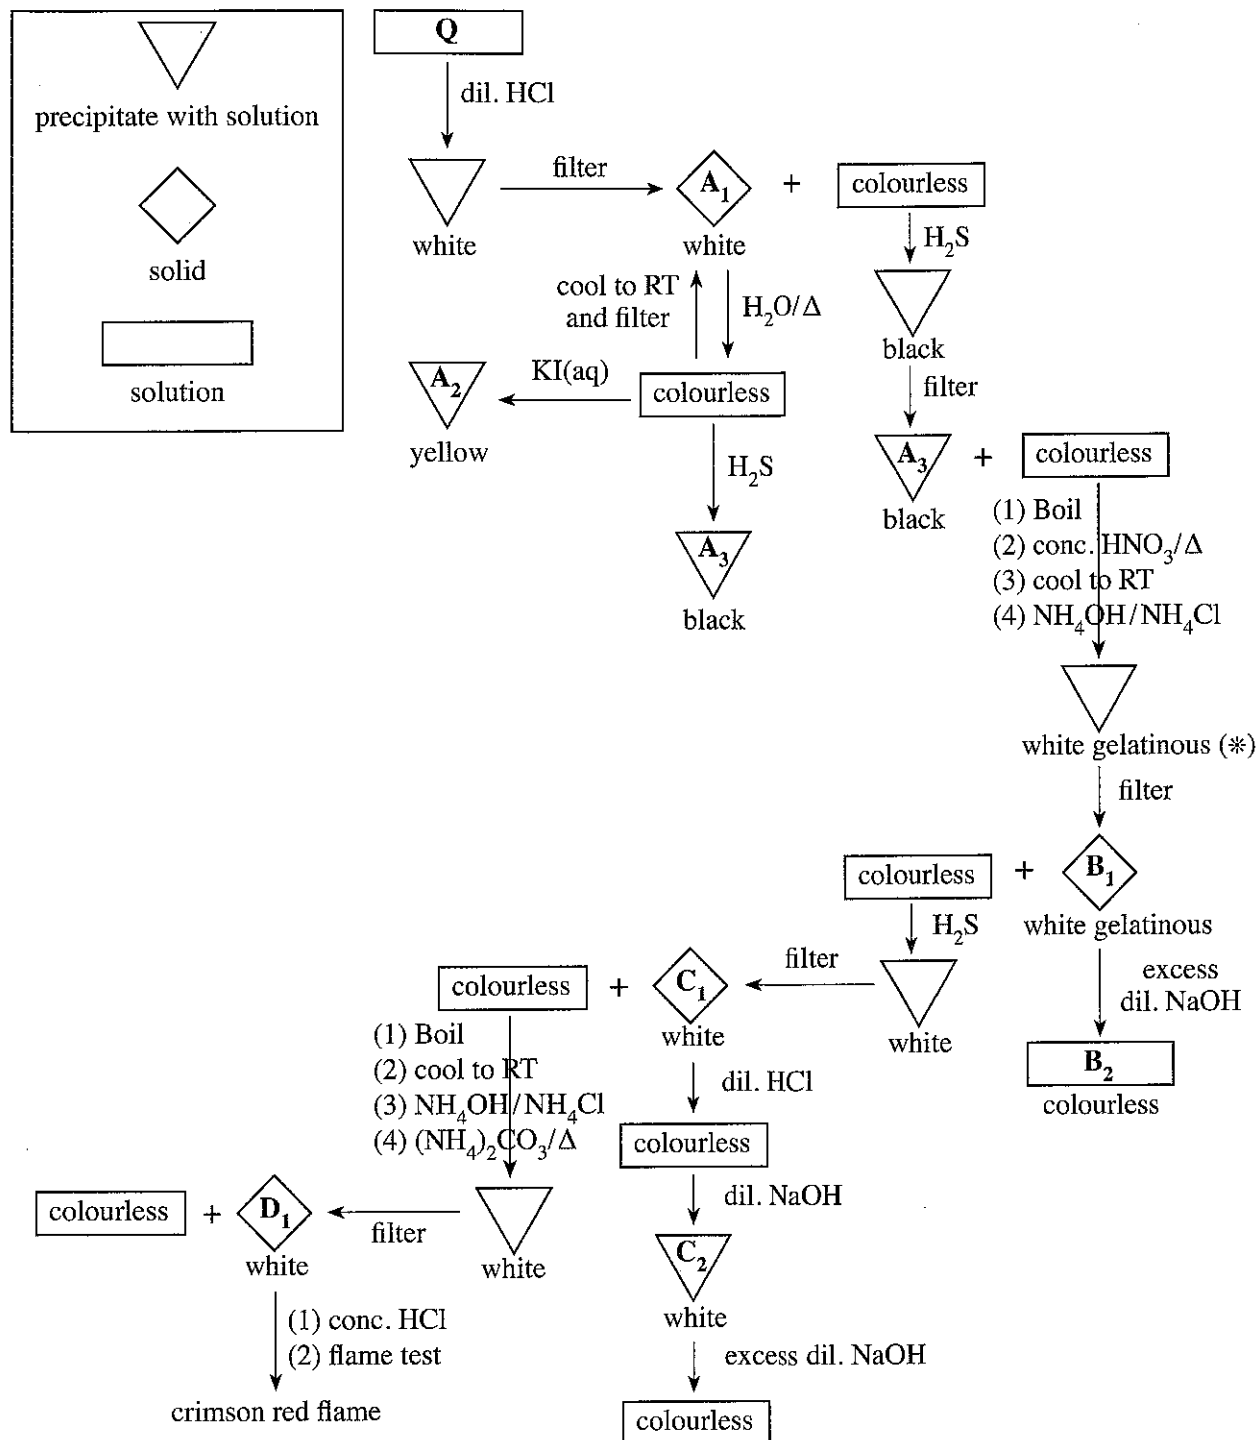 precipitate with solution
solid
solution
Q
dil. HCl
white
filter
A₁
white
+
colourless
H₂S
black
filter
cool to RT
and filter
H₂O/Δ
colourless
KI(aq)
A₂
yellow
H₂S
A₃
black
A₃
black
+
colourless
(1) Boil
(2) conc. HNO₃/Δ
(3) cool to RT
(4) NH₄OH/NH₄Cl
white gelatinous (*)
filter
colourless
+
B₁
white gelatinous
excess
dil. NaOH
B₂
colourless
H₂S
white
filter
C₁
white
+
colourless
dil. HCl
colourless
dil. NaOH
C₂
white
excess dil. NaOH
colourless
(1) Boil
(2) cool to RT
(3) NH₄OH/NH₄Cl
(4) (NH₄)₂CO₃/Δ
white
filter
D₁
white
+
colourless
(1) conc. HCl
(2) flame test
crimson red flame